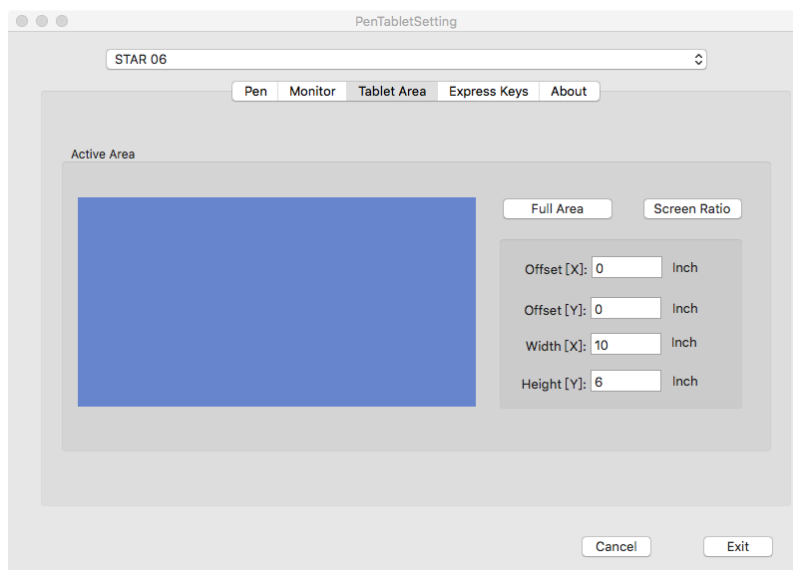 PenTabletSetting
STAR 06
Pen Monitor Tablet Area Express Keys About
Active Area
Full Area Screen Ratio
Offset [X]: 0 Inch
Offset [Y]: 0 Inch
Width [X]: 10 Inch
Height [Y]: 6 Inch
Cancel Exit